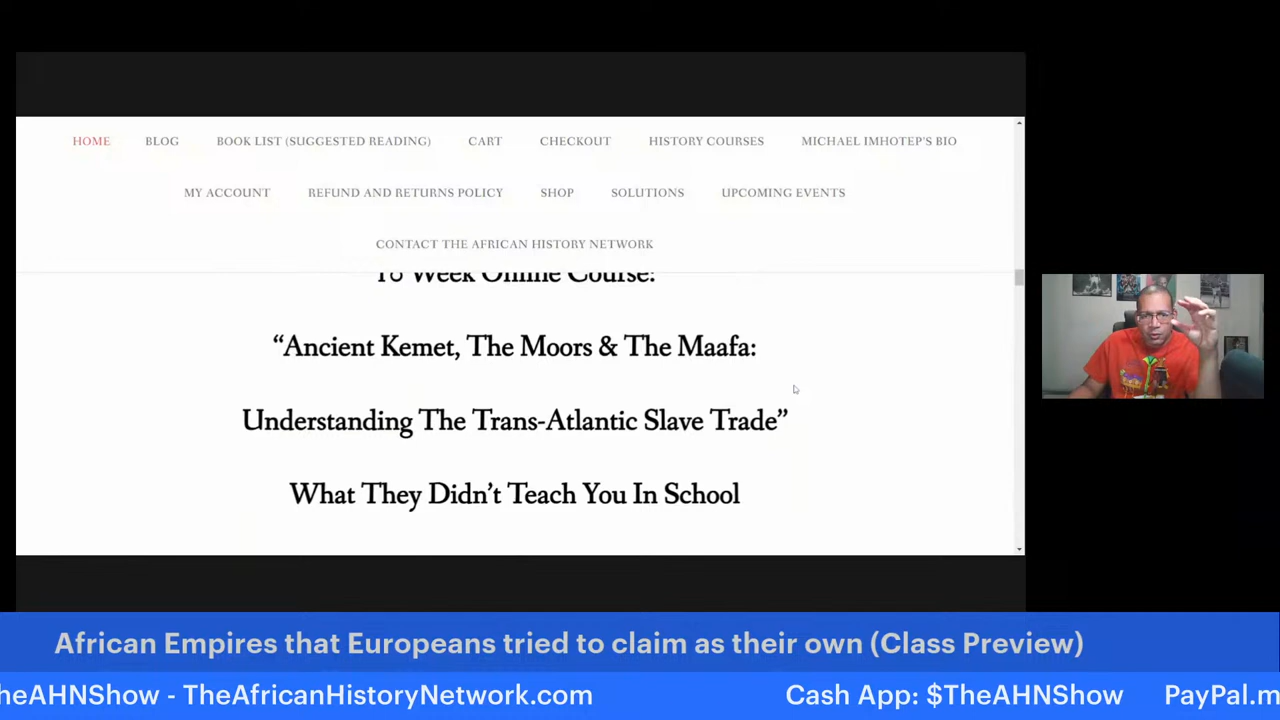 HOME BLOG BOOK LIST (SUGGESTED READING) CART CHECKOUT HISTORY COURSES MICHAEL IMHOTEP'S BIO
MY ACCOUNT REFUND AND RETURNS POLICY SHOP SOLUTIONS UPCOMING EVENTS
CONTACT THE AFRICAN HISTORY NETWORK
Week Online Course:
“Ancient Kemet, The Moors & The Maafa:
Understanding The Trans-Atlantic Slave Trade”
What They Didn’t Teach You In School
African Empires that Europeans tried to claim as their own (Class Preview)
heAHNShow - TheAfricanHistoryNetwork.com Cash App: $TheAHNShow PayPal.m